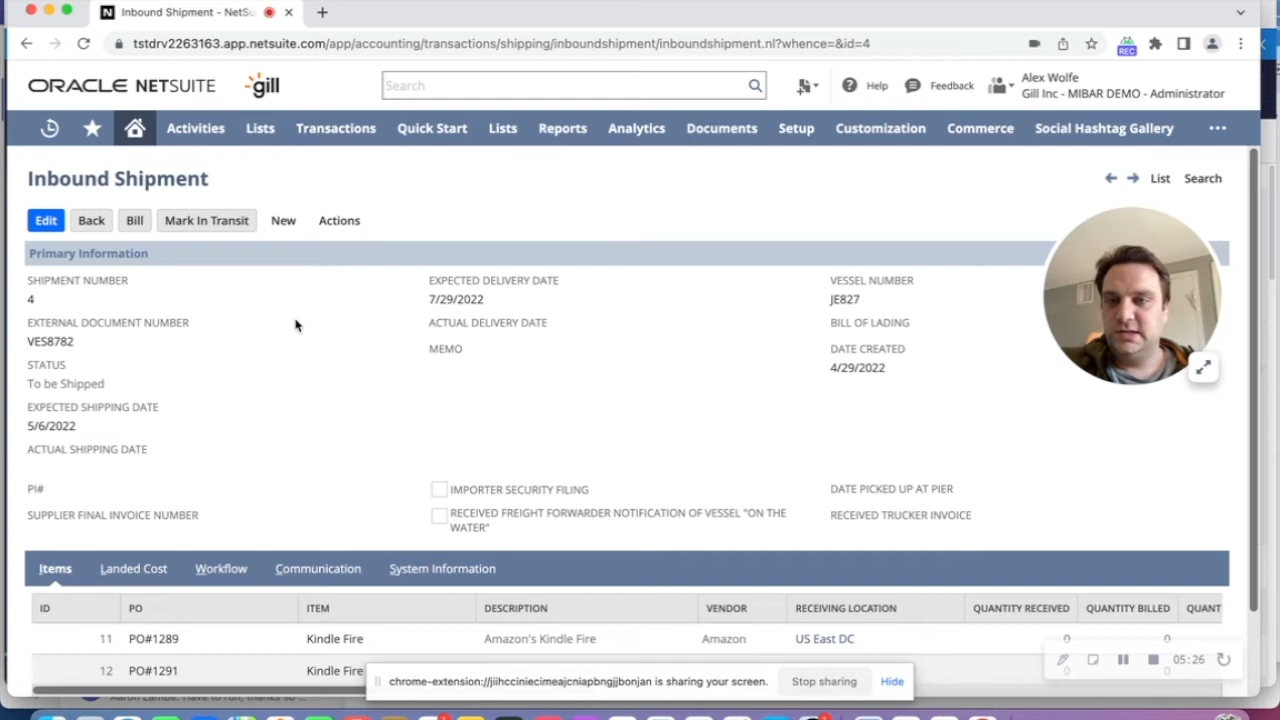 Inbound Shipment - NetSu
tstdrv2263163.app.netsuite.com/app/accounting/transactions/shipping/inboundshipment/inboundshipment.nl?whence=&id=4
REC
ORACLE NETSUITE gill
Search
Help
Feedback
Alex Wolfe
Gill Inc - MIBAR DEMO - Administrator
Activities Lists Transactions Quick Start Lists Reports Analytics Documents Setup Customization Commerce Social Hashtag Gallery
Inbound Shipment
List Search
Edit Back Bill Mark In Transit New Actions
Primary Information
SHIPMENT NUMBER
4
EXTERNAL DOCUMENT NUMBER
VES8782
STATUS
To be Shipped
EXPECTED SHIPPING DATE
5/6/2022
ACTUAL SHIPPING DATE
EXPECTED DELIVERY DATE
7/29/2022
ACTUAL DELIVERY DATE
MEMO
VESSEL NUMBER
JE827
BILL OF LADING
DATE CREATED
4/29/2022
PI#
SUPPLIER FINAL INVOICE NUMBER
IMPORTER SECURITY FILING
RECEIVED FREIGHT FORWARDER NOTIFICATION OF VESSEL "ON THE
WATER"
DATE PICKED UP AT PIER
RECEIVED TRUCKER INVOICE
Items Landed Cost Workflow Communication System Information
ID PO ITEM DESCRIPTION VENDOR RECEIVING LOCATION QUANTITY RECEIVED QUANTITY BILLED QUANT
11 PO#1289 Kindle Fire Amazon's Kindle Fire Amazon US East DC 0 0
12 PO#1291 Kindle Fire 0 0
05:26
chrome-extension://jiihcciniecimeajcniapbngjjbonjan is sharing your screen. Stop sharing Hide